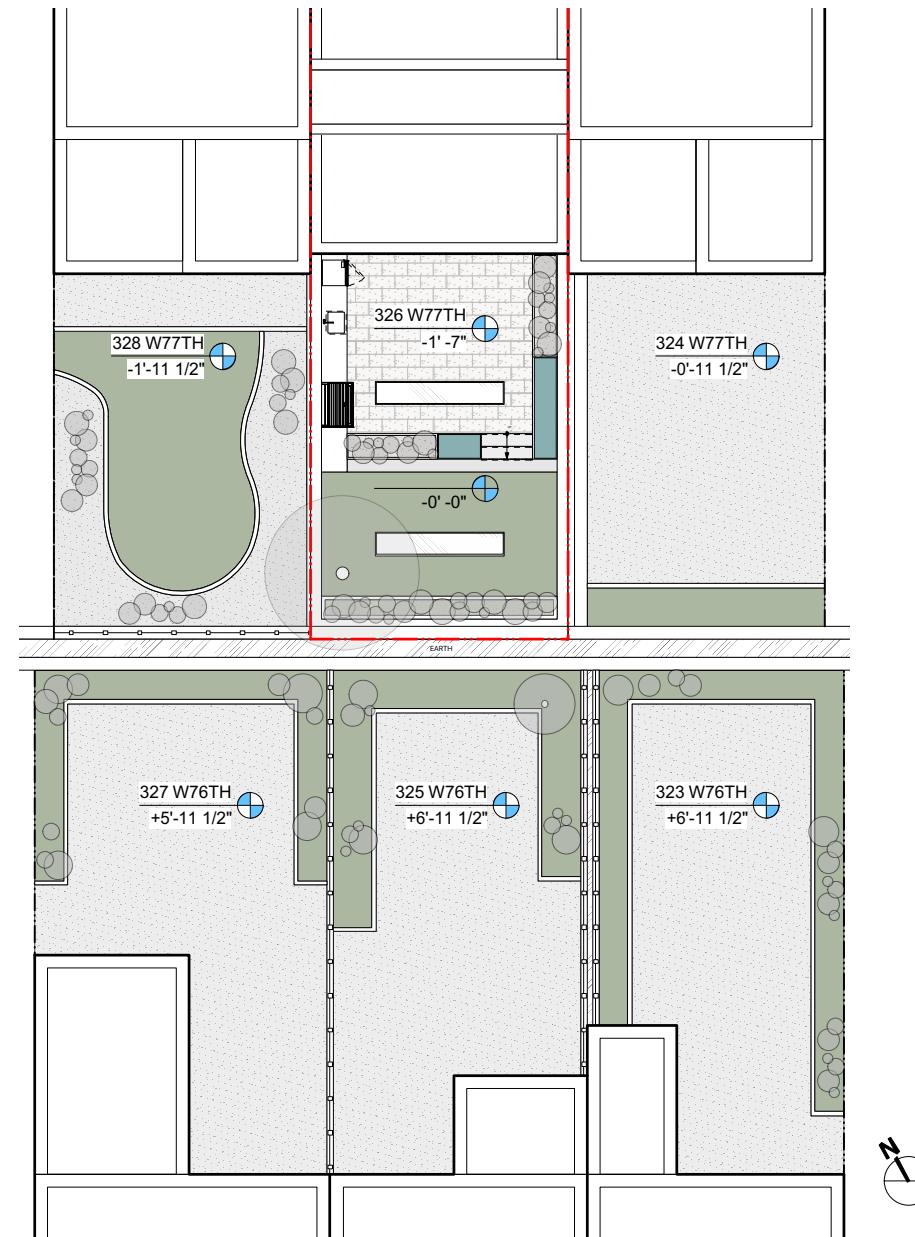 326 W77TH
-1' -7"
328 W77TH
-1'-11 1/2"
324 W77TH
-0'-11 1/2"
-0' -0"
EARTH
327 W76TH
+5'-11 1/2"
325 W76TH
+6'-11 1/2"
323 W76TH
+6'-11 1/2"
N